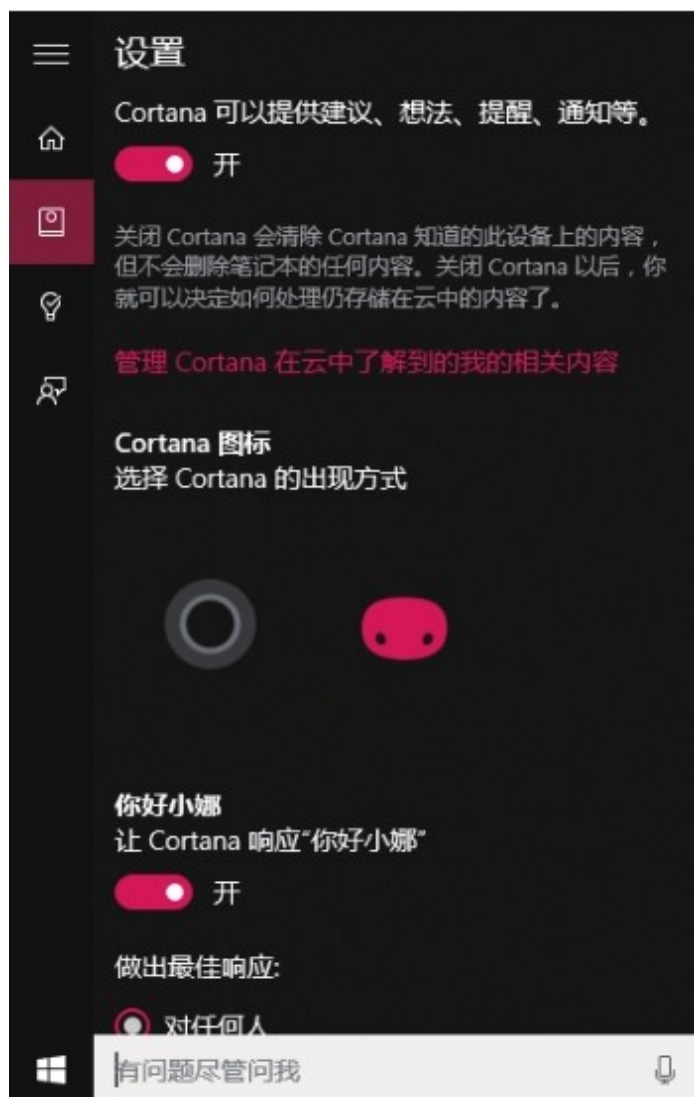 设置
Cortana 可以提供建议、想法、提醒、通知等。
开
关闭 Cortana 会清除 Cortana 知道的此设备上的内容，
但不会删除笔记本的任何内容。关闭 Cortana 以后，你
就可以决定如何处理仍存储在云中的内容了。
管理 Cortana 在云中了解到的我的相关内容
Cortana 图标
选择 Cortana 的出现方式
你好小娜
让 Cortana 响应“你好小娜”
开
做出最佳响应:
对任何人
有问题尽管问我